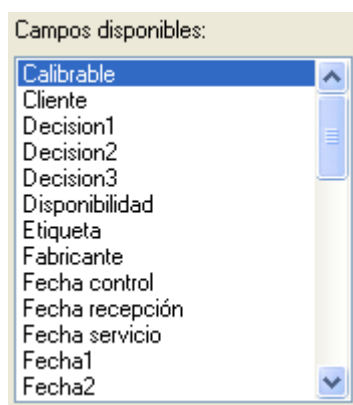 Campos disponibles:
Calibrable
Cliente
Decision1
Decision2
Decision3
Disponibilidad
Etiqueta
Fabricante
Fecha control
Fecha recepción
Fecha servicio
Fecha1
Fecha2